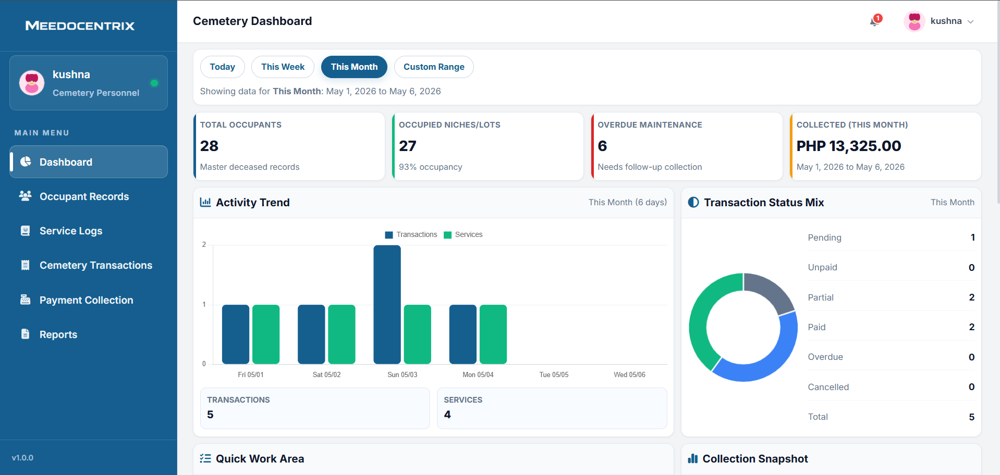 MEEDOCENTRIX
kushna
Cemetery Personnel
MAIN MENU
Dashboard
Occupant Records
Service Logs
Cemetery Transactions
Payment Collection
Reports
v1.0.0
Cemetery Dashboard
1
kushna
Today
This Week
This Month
Custom Range
Showing data for This Month: May 1, 2026 to May 6, 2026
TOTAL OCCUPANTS
28
Master deceased records
OCCUPIED NICHES/LOTS
27
93% occupancy
OVERDUE MAINTENANCE
6
Needs follow-up collection
COLLECTED (THIS MONTH)
PHP 13,325.00
May 1, 2026 to May 6, 2026
Activity Trend
This Month (6 days)
Transactions
Services
2
1
0
Fri 05/01
Sat 05/02
Sun 05/03
Mon 05/04
Tue 05/05
Wed 05/06
TRANSACTIONS
5
SERVICES
4
Transaction Status Mix
This Month
Pending 1
Unpaid 0
Partial 2
Paid 2
Overdue 0
Cancelled 0
Total 5
Quick Work Area
Collection Snapshot